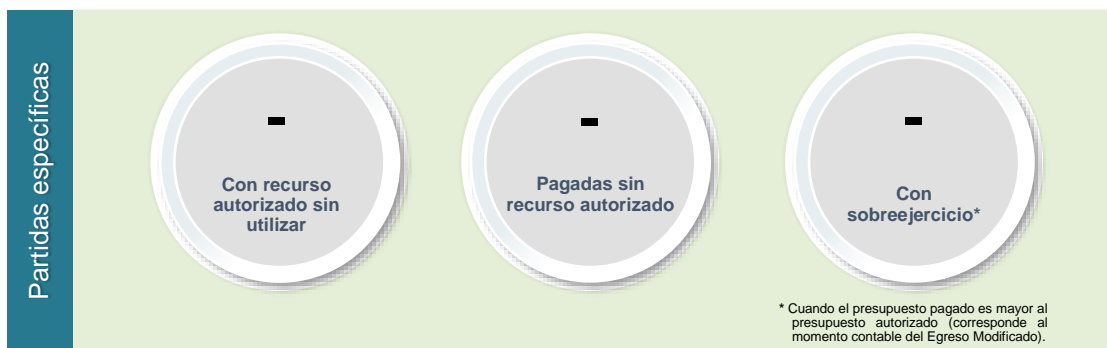 Partidas específicas
-
Con recurso
autorizado sin
utilizar
-
Pagadas sin
recurso autorizado
-
Con
sobreejercicio*
* Cuando el presupuesto pagado es mayor al
presupuesto autorizado (corresponde al
momento contable del Egreso Modificado).